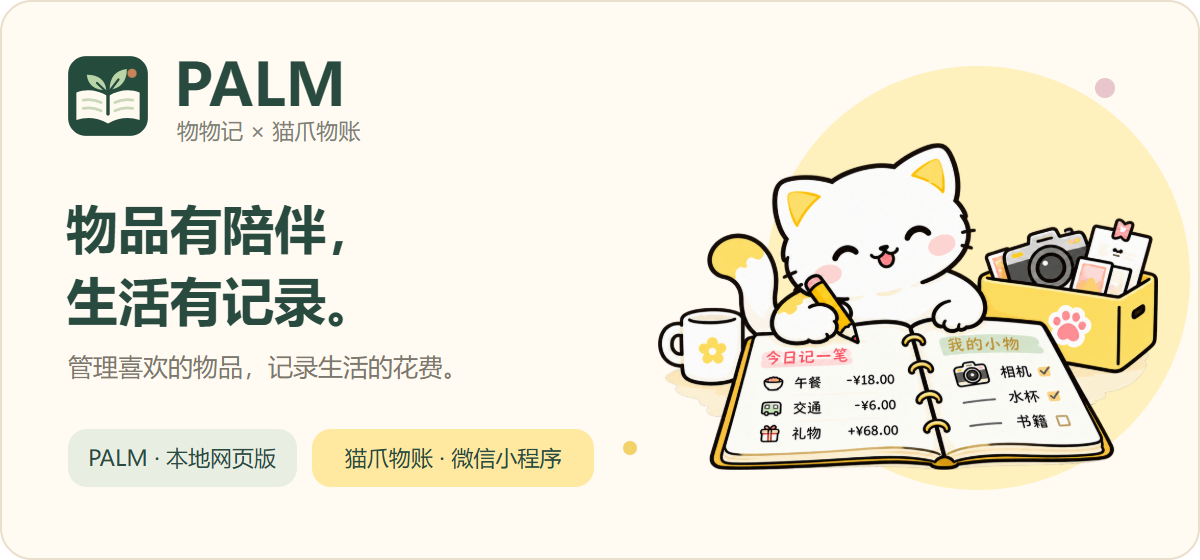 PALM
物物记 × 猫爪物账
物品有陪伴，
生活有记录。
管理喜欢的物品，记录生活的花费。
PALM · 本地网页版
猫爪物账 · 微信小程序
今日记一笔
午餐 -¥18.00
交通 -¥6.00
礼物 +¥68.00
我的小物
相机
水杯
书籍